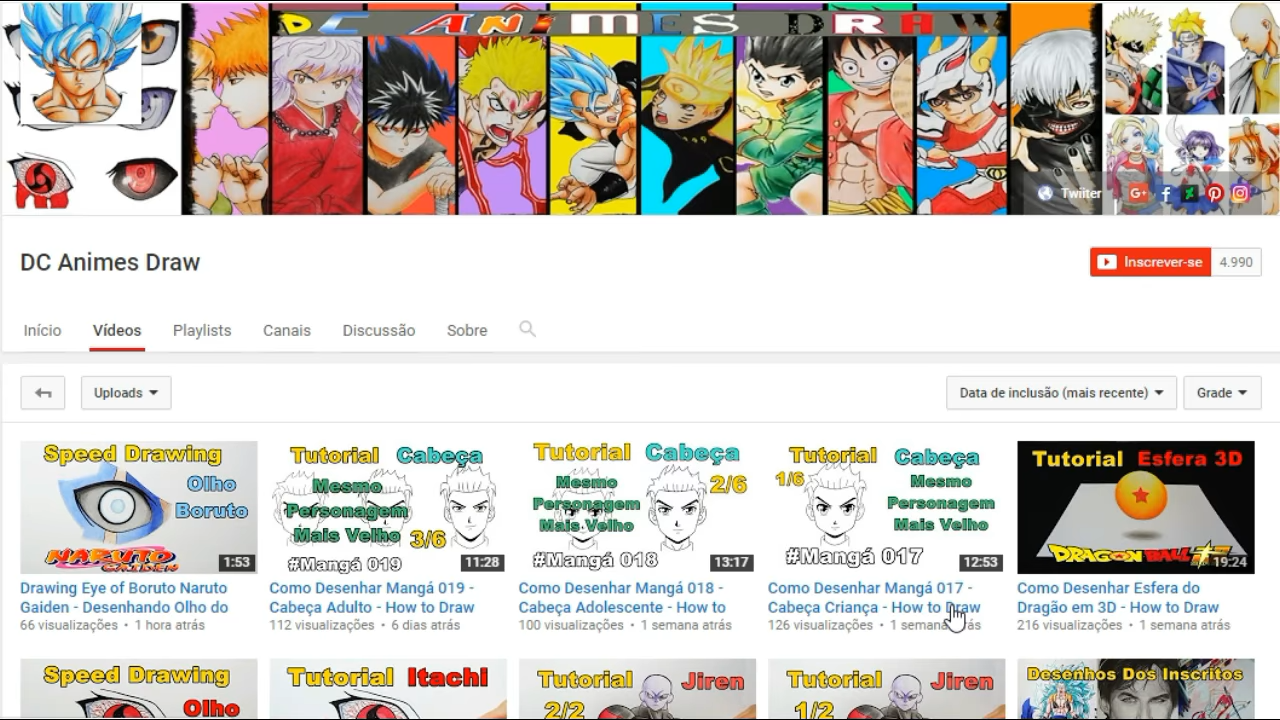 DC ANIMES DRAW
Twiiter
DC Animes Draw
Inscrever-se 4.990
Início Vídeos Playlists Canais Discussão Sobre
Uploads Data de inclusão (mais recente) Grade
Speed Drawing
Olho
Boruto
NARUTO
GAIDEN
1:53
Drawing Eye of Boruto Naruto
Gaiden - Desenhando Olho do
66 visualizações • 1 hora atrás
Tutorial Cabeça
Mesmo
Personagem
Mais Velho 3/6
#Mangá 019
11:28
Como Desenhar Mangá 019 -
Cabeça Adulto - How to Draw
112 visualizações • 6 dias atrás
Tutorial Cabeça
2/6
Mesmo
Personagem
Mais Velho
#Mangá 018
13:17
Como Desenhar Mangá 018 -
Cabeça Adolescente - How to
100 visualizações • 1 semana atrás
Tutorial Cabeça
1/6
Mesmo
Personagem
Mais Velho
#Mangá 017
12:53
Como Desenhar Mangá 017 -
Cabeça Criança - How to Draw
126 visualizações • 1 semana atrás
Tutorial Esfera 3D
DRAGON BALL
19:24
Como Desenhar Esfera do
Dragão em 3D - How to Draw
216 visualizações • 1 semana atrás
Speed Drawing
Olho
Tutorial Itachi
Tutorial Jiren
2/2
Tutorial Jiren
1/2
Desenhos Dos Inscritos